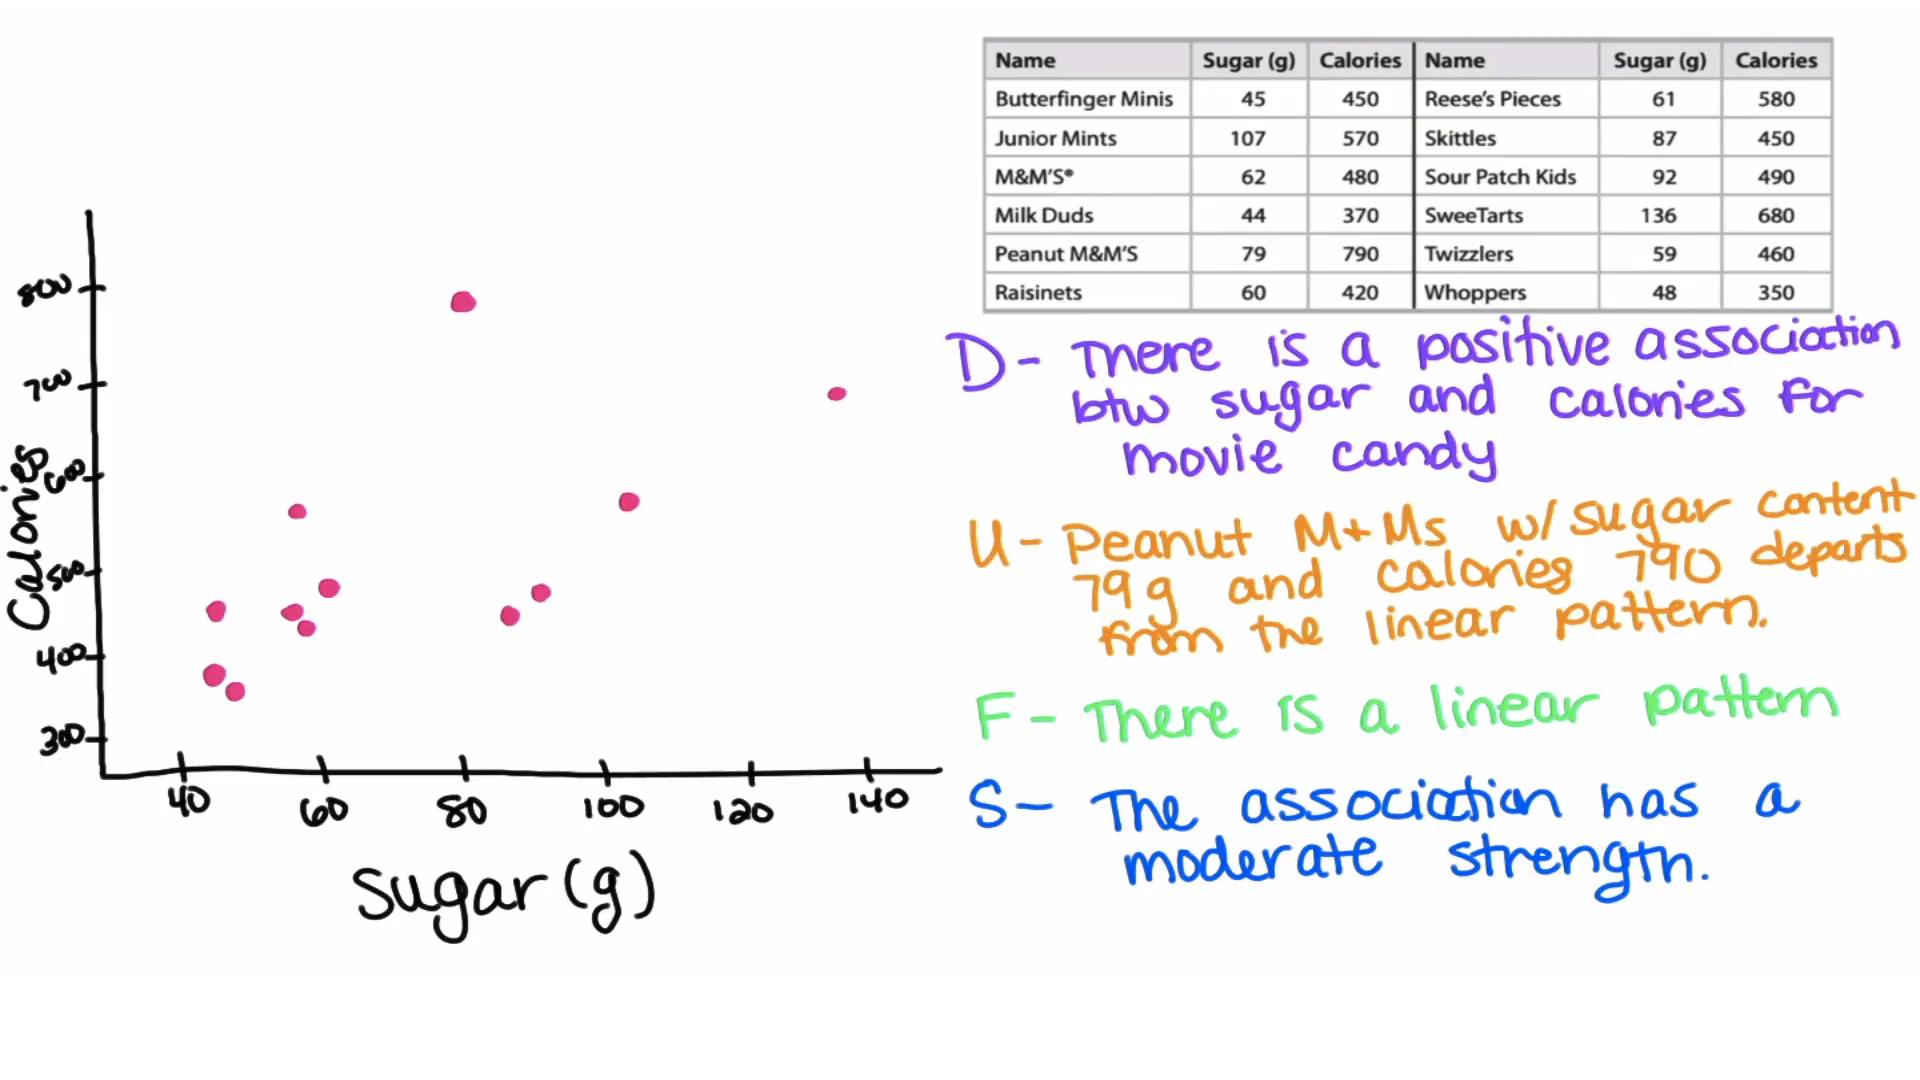 Name Sugar (g) Calories Name Sugar (g) Calories
Butterfinger Minis 45 450 Reese's Pieces 61 580
Junior Mints 107 570 Skittles 87 450
M&M'S® 62 480 Sour Patch Kids 92 490
Milk Duds 44 370 SweeTarts 136 680
Peanut M&M'S 79 790 Twizzlers 59 460
Raisinets 60 420 Whoppers 48 350
800
700
600
500
400
300
Calories
40 60 80 100 120 140
Sugar (g)
D- There is a positive association
btw sugar and calories for
movie candy
U- Peanut M+Ms w/ sugar content
79g and calories 790 departs
from the linear pattern.
F- There is a linear pattern
S- The association has a
moderate strength.